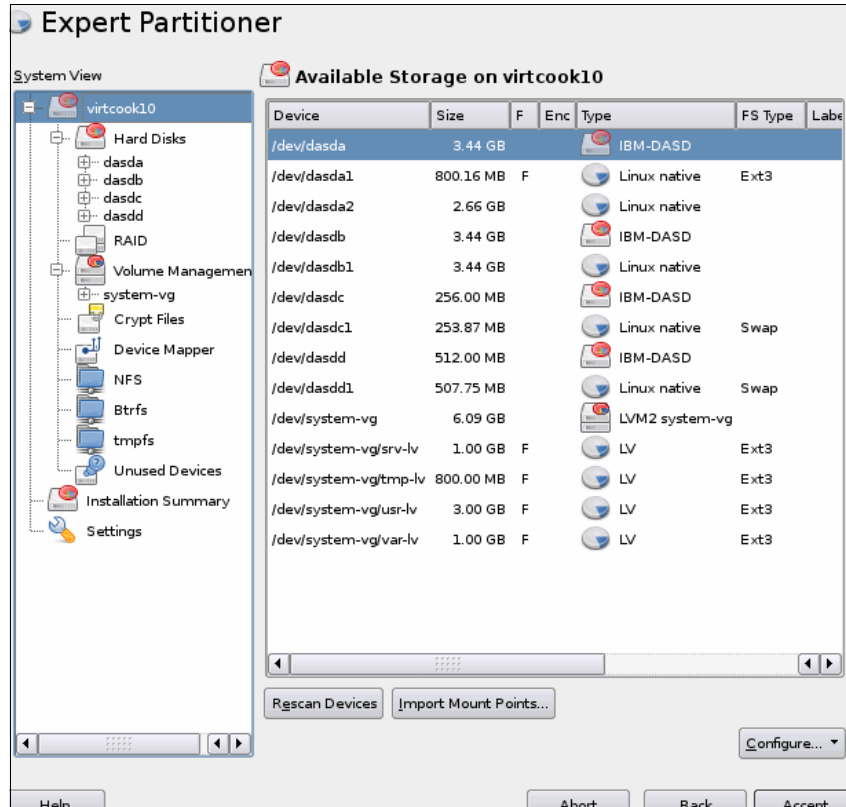 Expert Partitioner
System View
virtcook10
Hard Disks
dasda
dasdb
dasdc
dasdd
RAID
Volume Managemen
system-vg
Crypt Files
Device Mapper
NFS
Btrfs
tmpfs
Unused Devices
Installation Summary
Settings
Available Storage on virtcook10
Device Size F Enc Type FS Type Labe
/dev/dasda 3.44 GB IBM-DASD
/dev/dasda1 800.16 MB F Linux native Ext3
/dev/dasda2 2.66 GB Linux native
/dev/dasdb 3.44 GB IBM-DASD
/dev/dasdb1 3.44 GB Linux native
/dev/dasdc 256.00 MB IBM-DASD
/dev/dasdc1 253.87 MB Linux native Swap
/dev/dasdd 512.00 MB IBM-DASD
/dev/dasdd1 507.75 MB Linux native Swap
/dev/system-vg 6.09 GB LVM2 system-vg
/dev/system-vg/srv-lv 1.00 GB F LV Ext3
/dev/system-vg/tmp-lv 800.00 MB F LV Ext3
/dev/system-vg/usr-lv 3.00 GB F LV Ext3
/dev/system-vg/var-lv 1.00 GB F LV Ext3
Rescan Devices Import Mount Points...
Configure...
Help Abort Back Accept